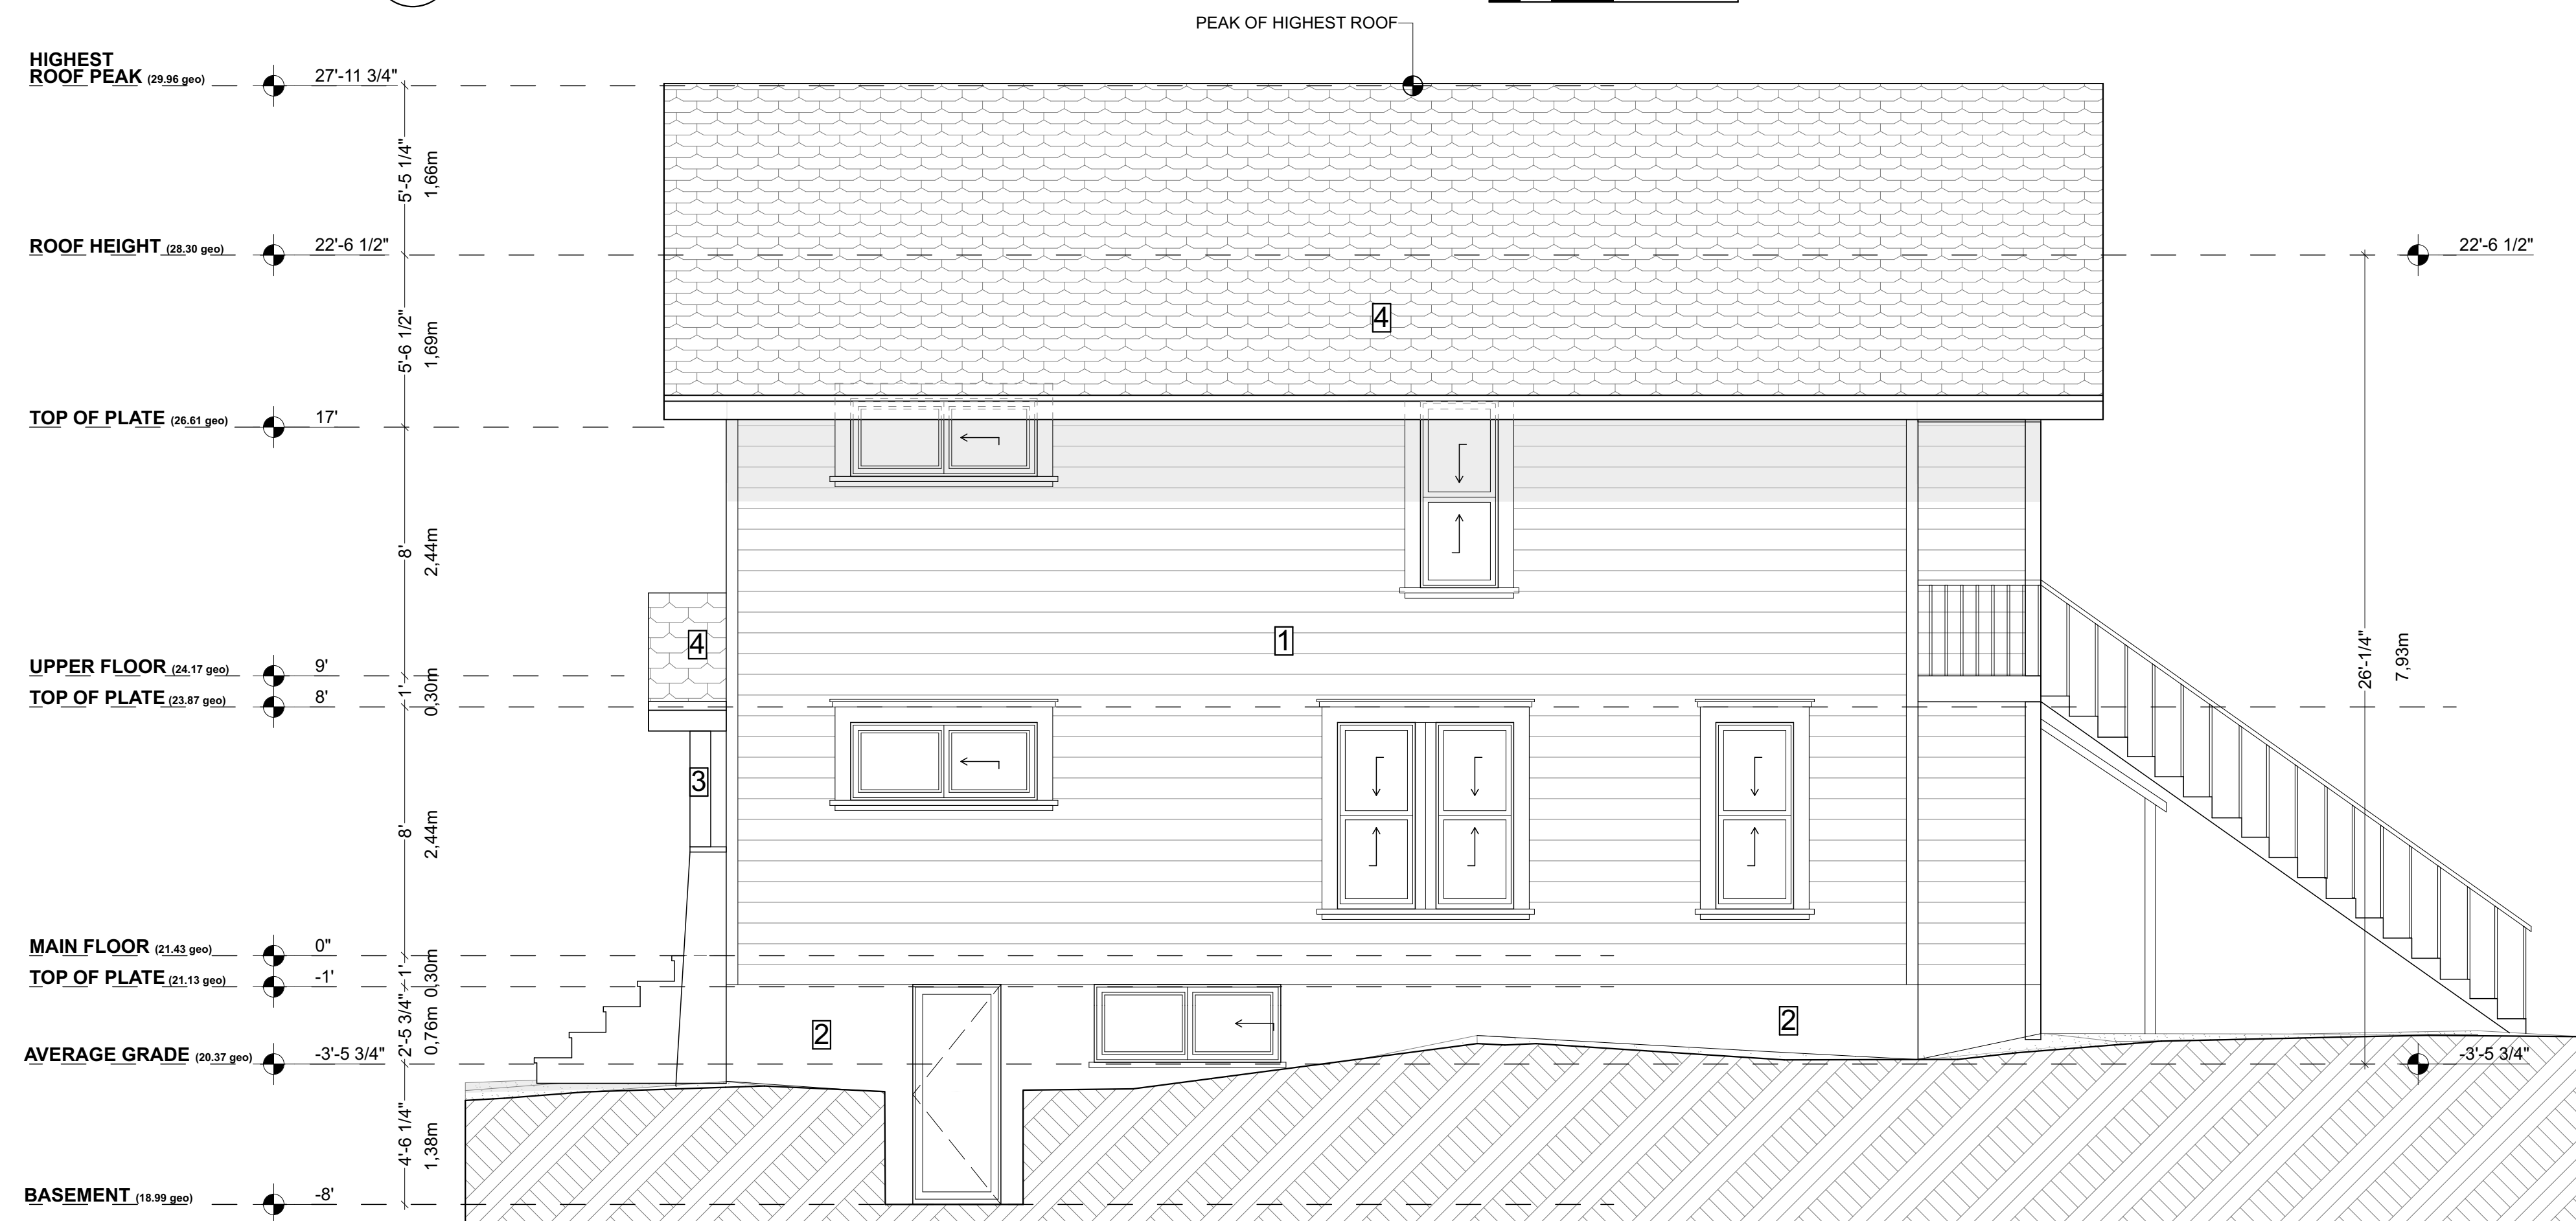 PEAK OF HIGHEST ROOF
HIGHEST
ROOF PEAK (29.96 geo)
27'-11 3/4"
5'-5 1/4"
1,66m
ROOF HEIGHT (28.30 geo)
22'-6 1/2"
22'-6 1/2"
5'-6 1/2"
1,69m
4
TOP OF PLATE (26.61 geo)
17'
8'
2,44m
4
1
UPPER FLOOR (24.17 geo)
9'
1'
0,30m
26'-1/4"
7,93m
TOP OF PLATE (23.87 geo)
8'
3
8'
2,44m
MAIN FLOOR (21.43 geo)
0"
1'
0,30m
TOP OF PLATE (21.13 geo)
-1'
2'-5 3/4"
0,76m
2
2
AVERAGE GRADE (20.37 geo)
-3'-5 3/4"
-3'-5 3/4"
4'-6 1/4"
1,38m
BASEMENT (18.99 geo)
-8'